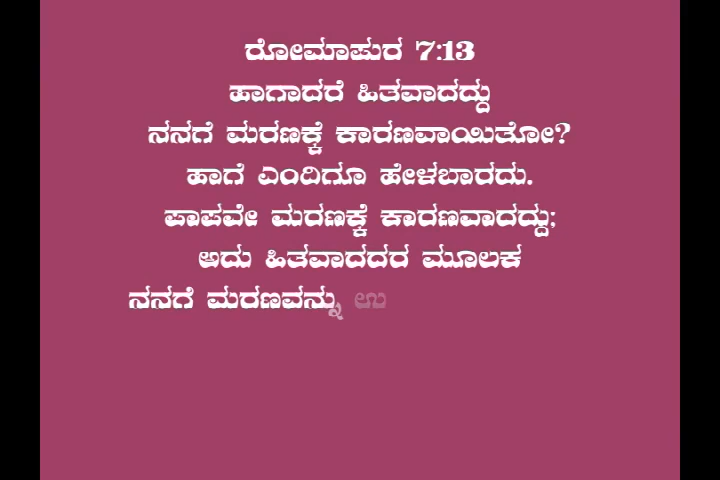 ರೋಮಾಪುರ 7:13
ಹಾಗಾದರೆ ಹಿತವಾದದ್ದು
ನನಗೆ ಮರಣಕ್ಕೆ ಕಾರಣವಾಯಿತೋ?
ಹಾಗೆ ಎಂದಿಗೂ ಹೇಳಬಾರದು.
ಪಾಪವೇ ಮರಣಕ್ಕೆ ಕಾರಣವಾದದ್ದು;
ಅದು ಹಿತವಾದದರ ಮೂಲಕ
ನನಗೆ ಮರಣವನ್ನು ಉ